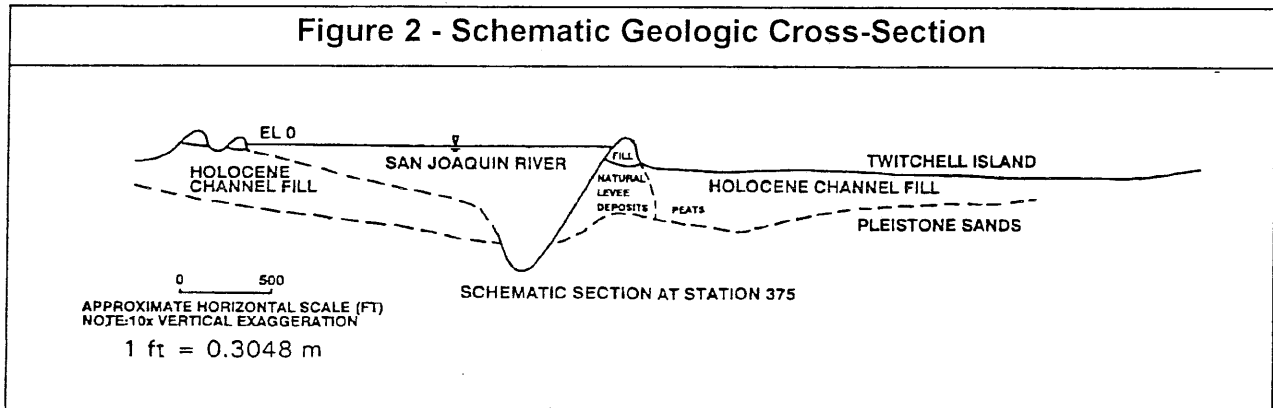 Figure 2 - Schematic Geologic Cross-Section
EL 0
SAN JOAQUIN RIVER
FILL
TWITCHELL ISLAND
HOLOCENE
CHANNEL FILL
NATURAL
LEVEE
DEPOSITS
PEATS
HOLOCENE CHANNEL FILL
PLEISTONE SANDS
0 500
APPROXIMATE HORIZONTAL SCALE (FT)
NOTE:10x VERTICAL EXAGGERATION
1 ft = 0.3048 m
SCHEMATIC SECTION AT STATION 375